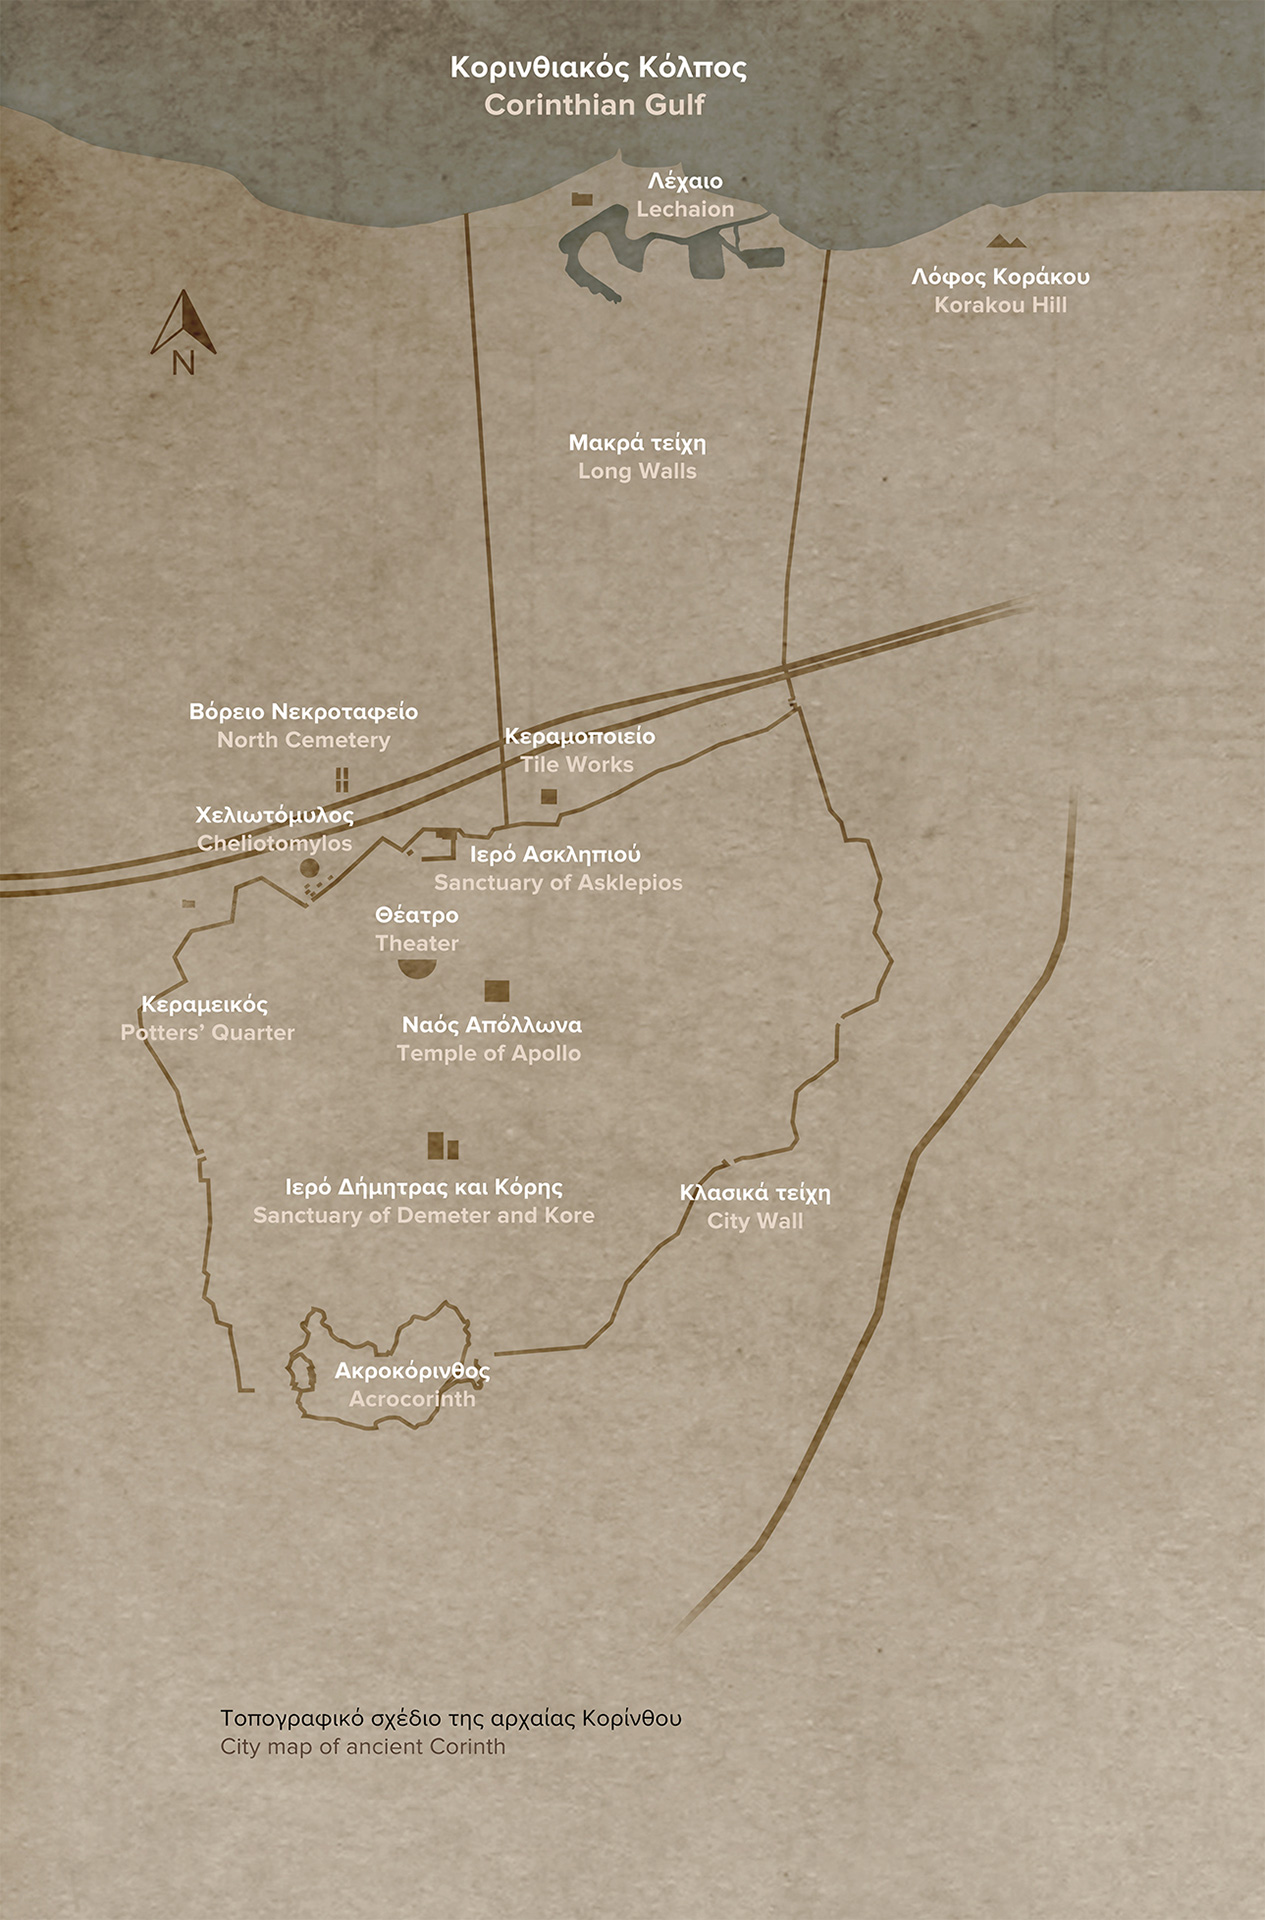 Κορινθιακός Κόλπος
Corinthian Gulf
Λέχαιο
Lechaion
Λόφος Κοράκου
Korakou Hill
N
Μακρά τείχη
Long Walls
Βόρειο Νεκροταφείο
North Cemetery
Κεραμοποιείο
Tile Works
Χελιωτόμυλος
Cheliotomylos
Ιερό Ασκληπιού
Sanctuary of Asklepios
Θέατρο
Theater
Κεραμεικός
Potters’ Quarter
Ναός Απόλλωνα
Temple of Apollo
Ιερό Δήμητρας και Κόρης
Sanctuary of Demeter and Kore
Κλασικά τείχη
City Wall
Ακροκόρινθος
Acrocorinth
Τοπογραφικό σχέδιο της αρχαίας Κορίνθου
City map of ancient Corinth